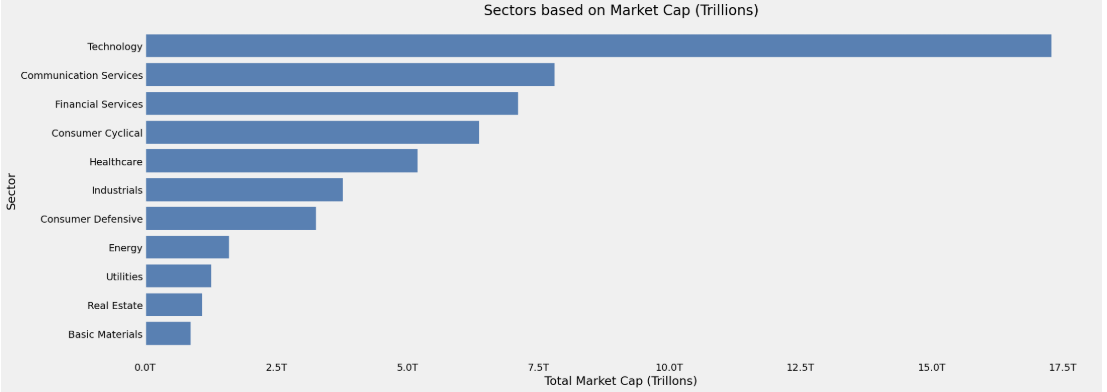 Sectors based on Market Cap (Trillions)
Sector
Technology
Communication Services
Financial Services
Consumer Cyclical
Healthcare
Industrials
Consumer Defensive
Energy
Utilities
Real Estate
Basic Materials
0.0T 2.5T 5.0T 7.5T 10.0T 12.5T 15.0T 17.5T
Total Market Cap (Trillons)